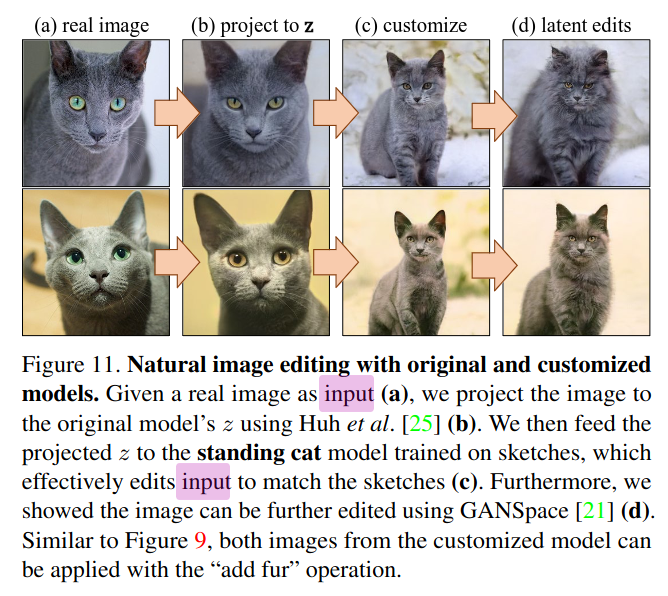 (a) real image (b) project to z (c) customize (d) latent edits
Figure 11. Natural image editing with original and customized
models. Given a real image as input (a), we project the image to
the original model's z using Huh et al. [25] (b). We then feed the
projected z to the standing cat model trained on sketches, which
effectively edits input to match the sketches (c). Furthermore, we
showed the image can be further edited using GANSpace [21] (d).
Similar to Figure 9, both images from the customized model can
be applied with the “add fur” operation.